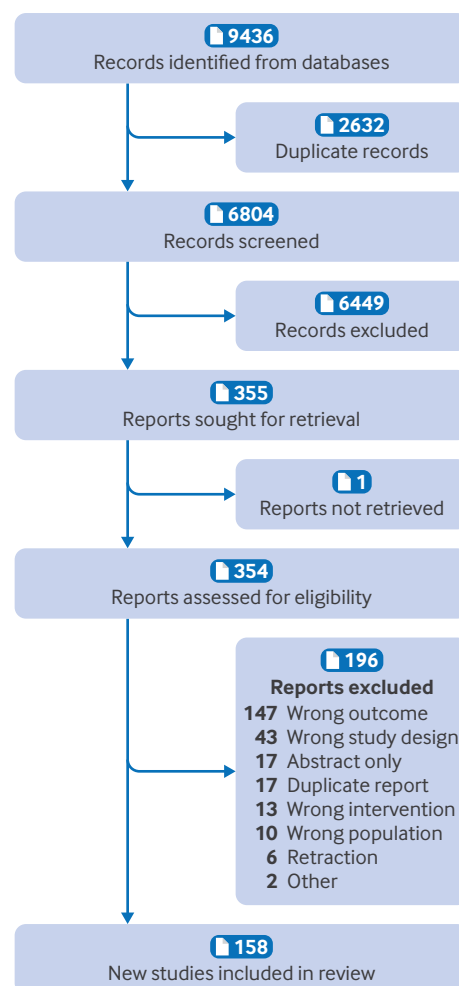 9436
Records identified from databases
2632
Duplicate records
6804
Records screened
6449
Records excluded
355
Reports sought for retrieval
1
Reports not retrieved
354
Reports assessed for eligibility
196
Reports excluded
147 Wrong outcome
43 Wrong study design
17 Abstract only
17 Duplicate report
13 Wrong intervention
10 Wrong population
6 Retraction
2 Other
158
New studies included in review